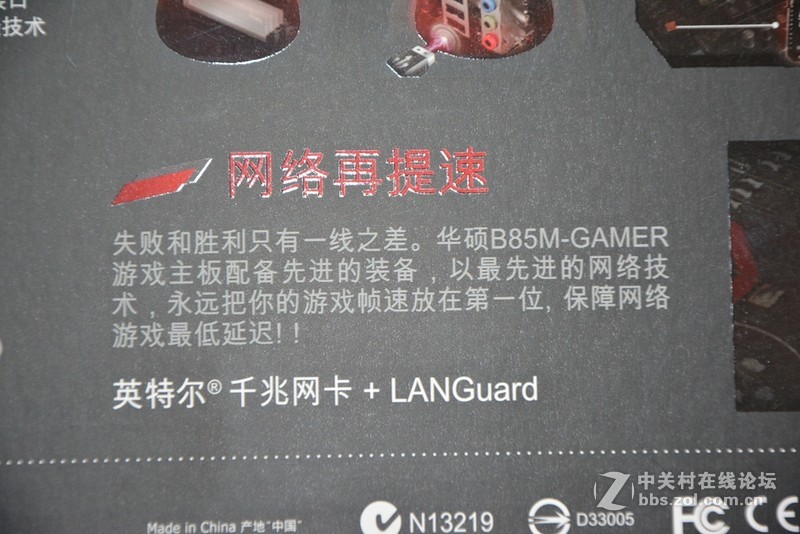 技术
网络再提速
失败和胜利只有一线之差。华硕B85M-GAMER
游戏主板配备先进的装备，以最先进的网络技
术，永远把你的游戏帧速放在第一位，保障网络
游戏最低延迟！！
英特尔® 千兆网卡 + LANGuard
Made in China 产地"中国"
N13219
D33005
FC CE
中关村在线论坛
bbs.zol.com.cn